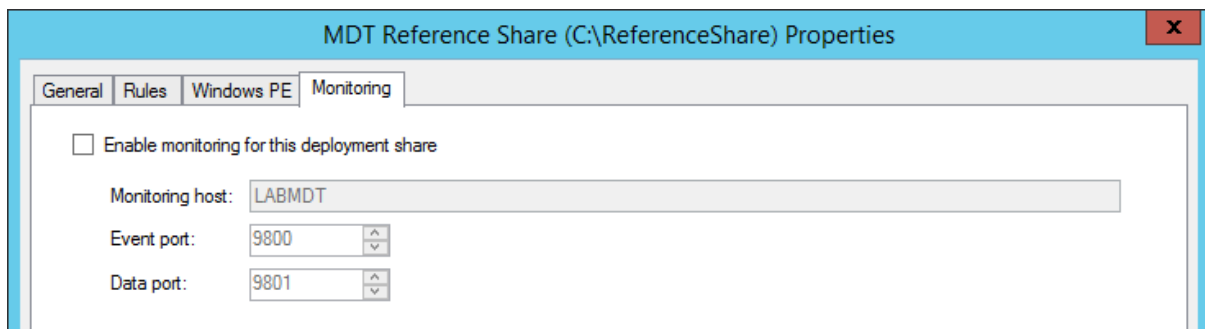 MDT Reference Share (C:\ReferenceShare) Properties
x
General Rules Windows PE Monitoring
Enable monitoring for this deployment share
Monitoring host: LABMDT
Event port: 9800
Data port: 9801